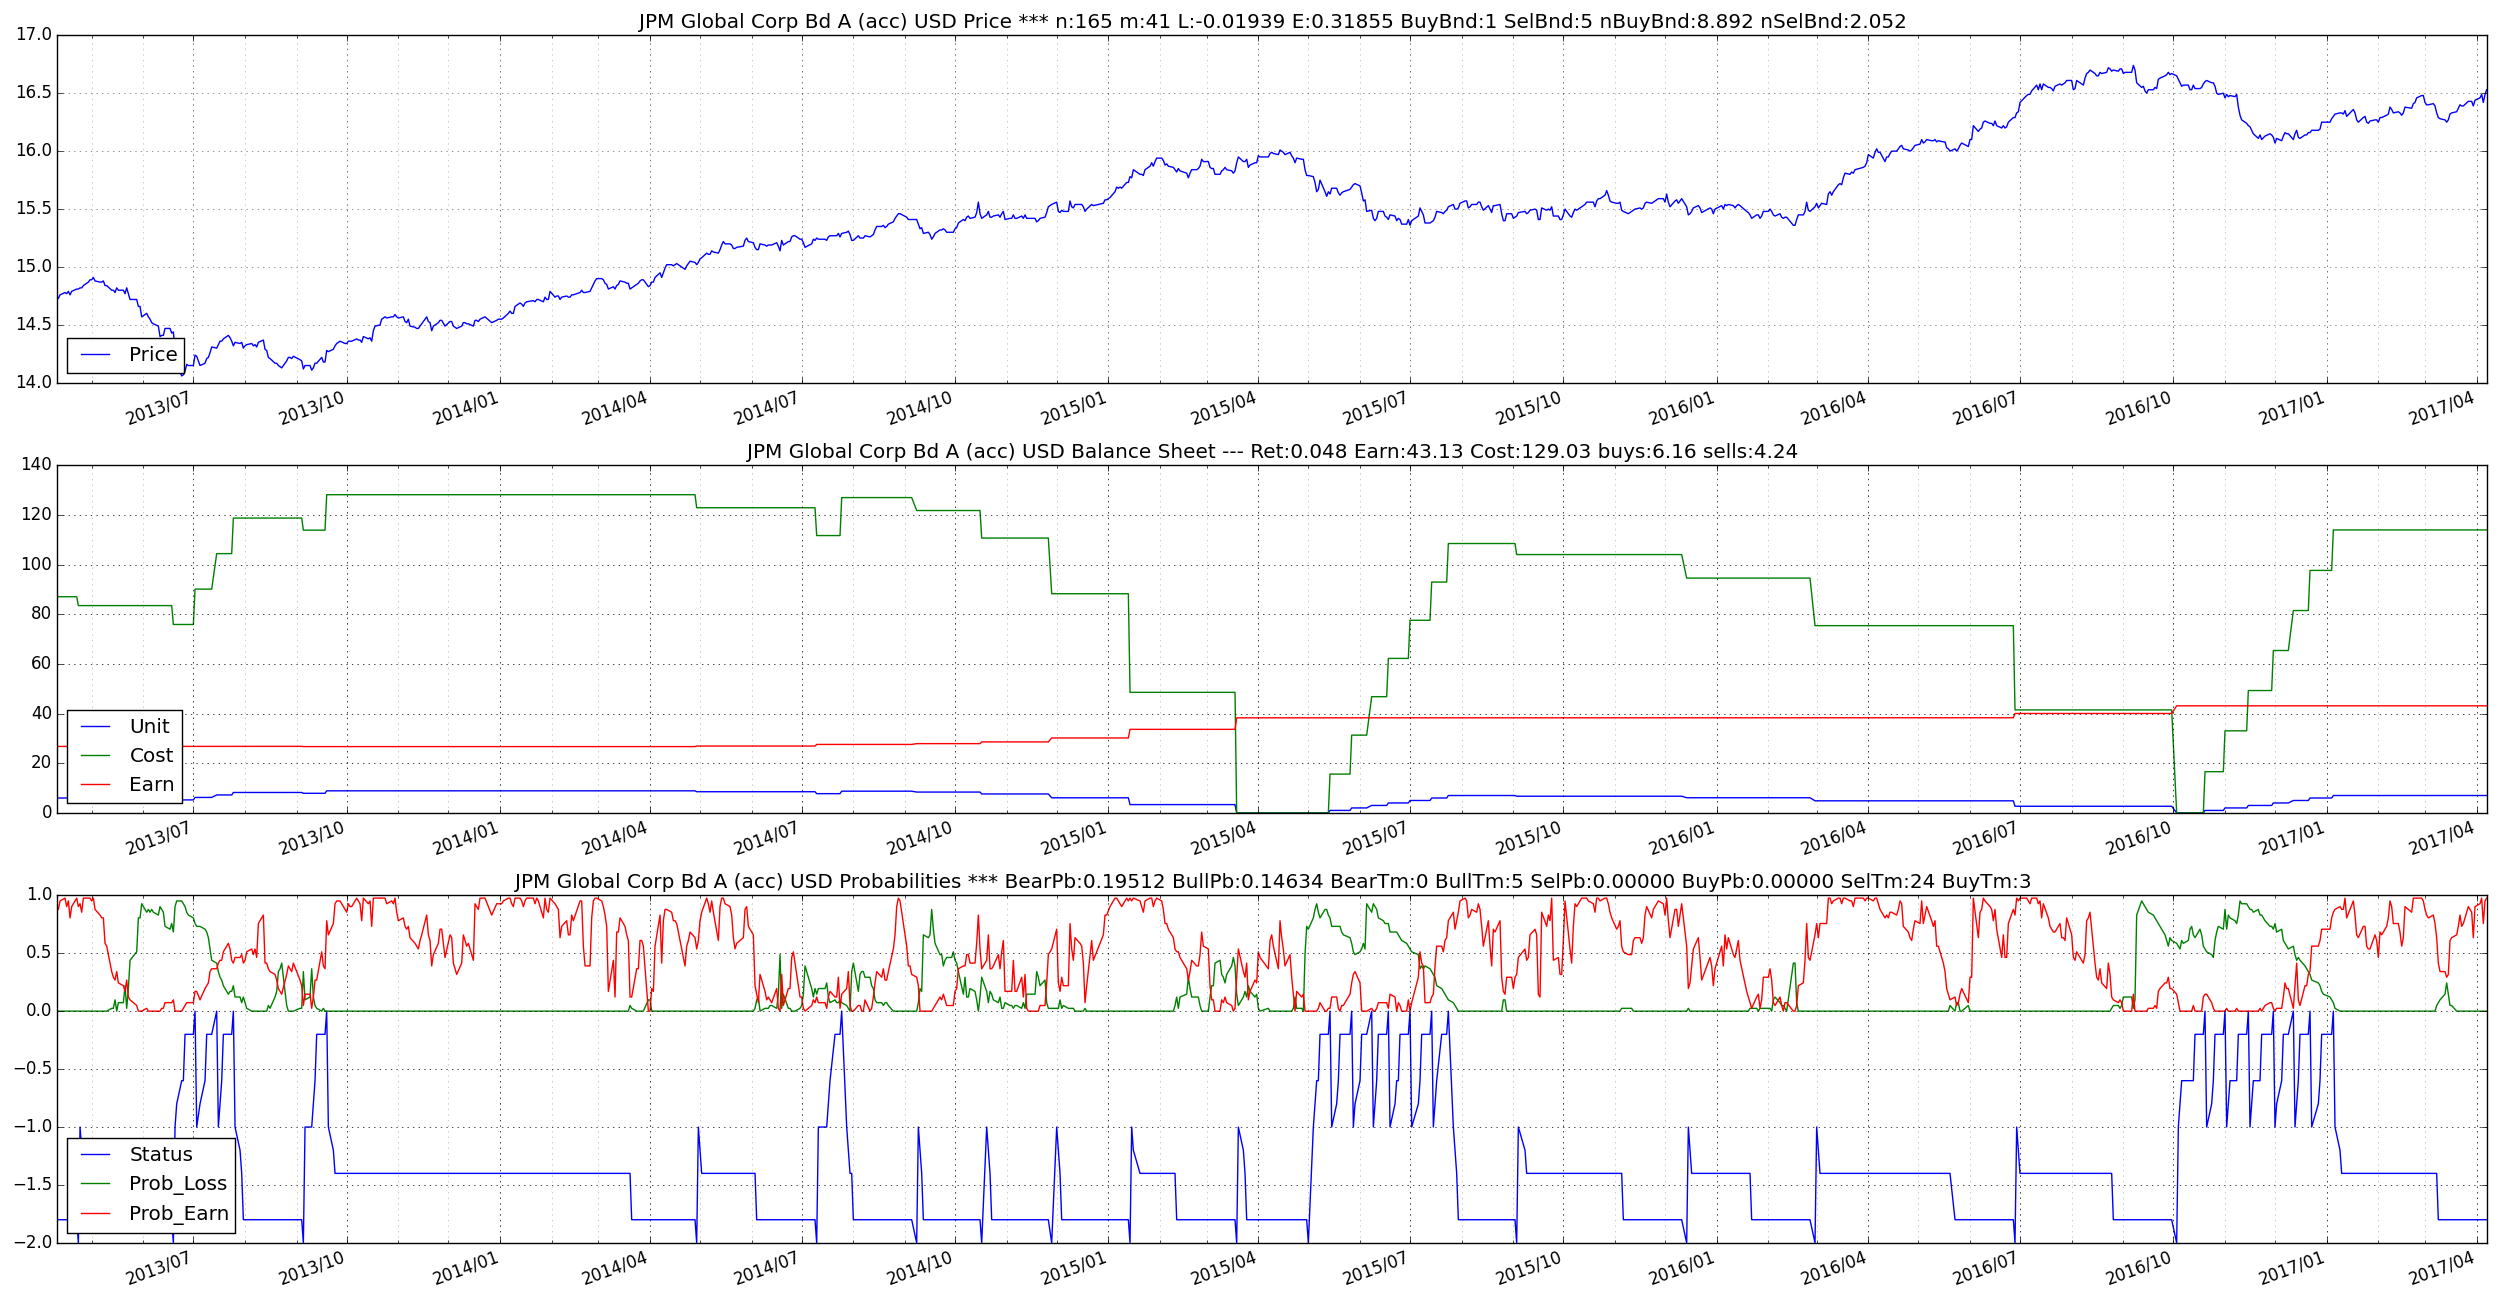 JPM Global Corp Bd A (acc) USD Price *** n:165 m:41 L:-0.01939 E:0.31855 BuyBnd:1 SelBnd:5 nBuyBnd:8.892 nSelBnd:2.052
17.0
16.5
16.0
15.5
15.0
14.5
14.0
Price
2013/07 2013/10 2014/01 2014/04 2014/07 2014/10 2015/01 2015/04 2015/07 2015/10 2016/01 2016/04 2016/07 2016/10 2017/01 2017/04
JPM Global Corp Bd A (acc) USD Balance Sheet --- Ret:0.048 Earn:43.13 Cost:129.03 buys:6.16 sells:4.24
140
120
100
80
60
40
20
0
Unit
Cost
Earn
2013/07 2013/10 2014/01 2014/04 2014/07 2014/10 2015/01 2015/04 2015/07 2015/10 2016/01 2016/04 2016/07 2016/10 2017/01 2017/04
JPM Global Corp Bd A (acc) USD Probabilities *** BearPb:0.19512 BullPb:0.14634 BearTm:0 BullTm:5 SelPb:0.00000 BuyPb:0.00000 SelTm:24 BuyTm:3
1.0
0.5
0.0
−0.5
−1.0
−1.5
−2.0
Status
Prob_Loss
Prob_Earn
2013/07 2013/10 2014/01 2014/04 2014/07 2014/10 2015/01 2015/04 2015/07 2015/10 2016/01 2016/04 2016/07 2016/10 2017/01 2017/04